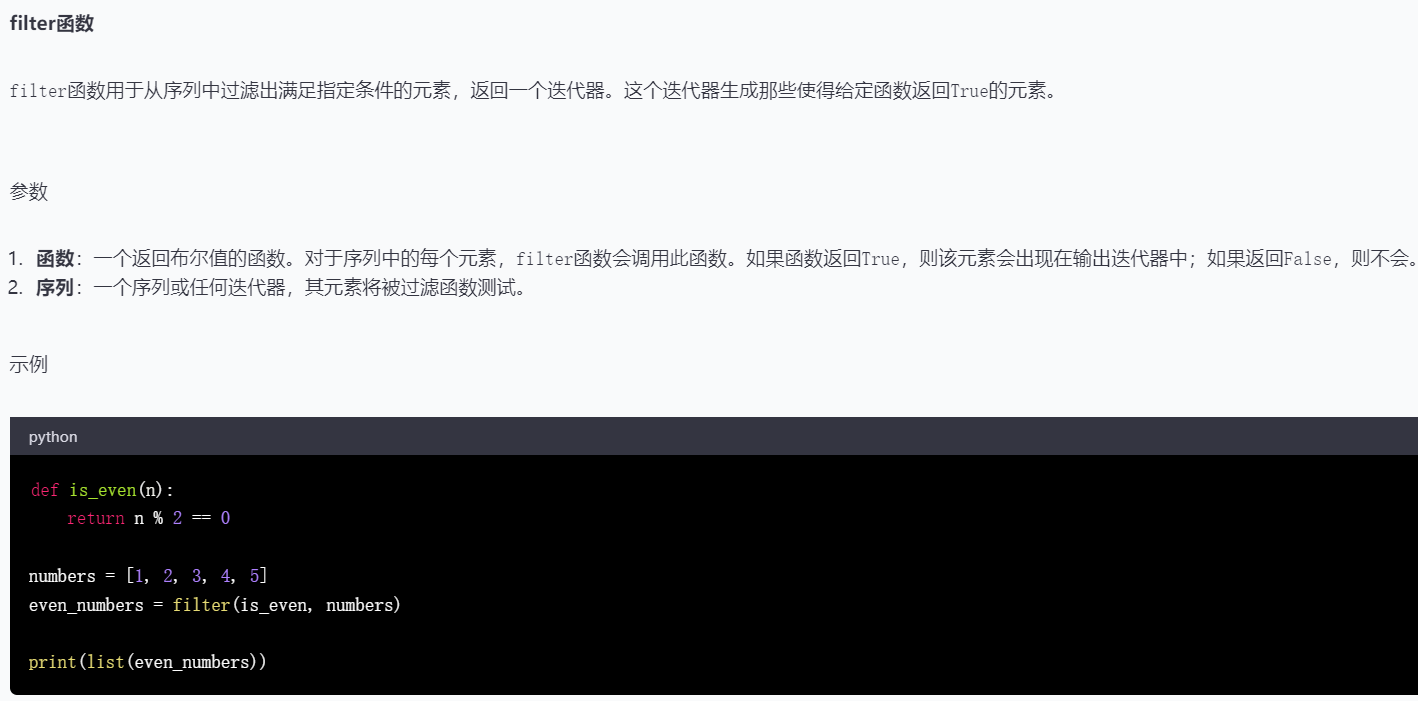 filter函数
filter函数用于从序列中过滤出满足指定条件的元素，返回一个迭代器。这个迭代器生成那些使得给定函数返回True的元素。
参数
1. 函数：一个返回布尔值的函数。对于序列中的每个元素，filter函数会调用此函数。如果函数返回True，则该元素会出现在输出迭代器中；如果返回False，则不会。
2. 序列：一个序列或任何迭代器，其元素将被过滤函数测试。
示例
python
def is_even(n):
    return n % 2 == 0
numbers = [1, 2, 3, 4, 5]
even_numbers = filter(is_even, numbers)
print(list(even_numbers))